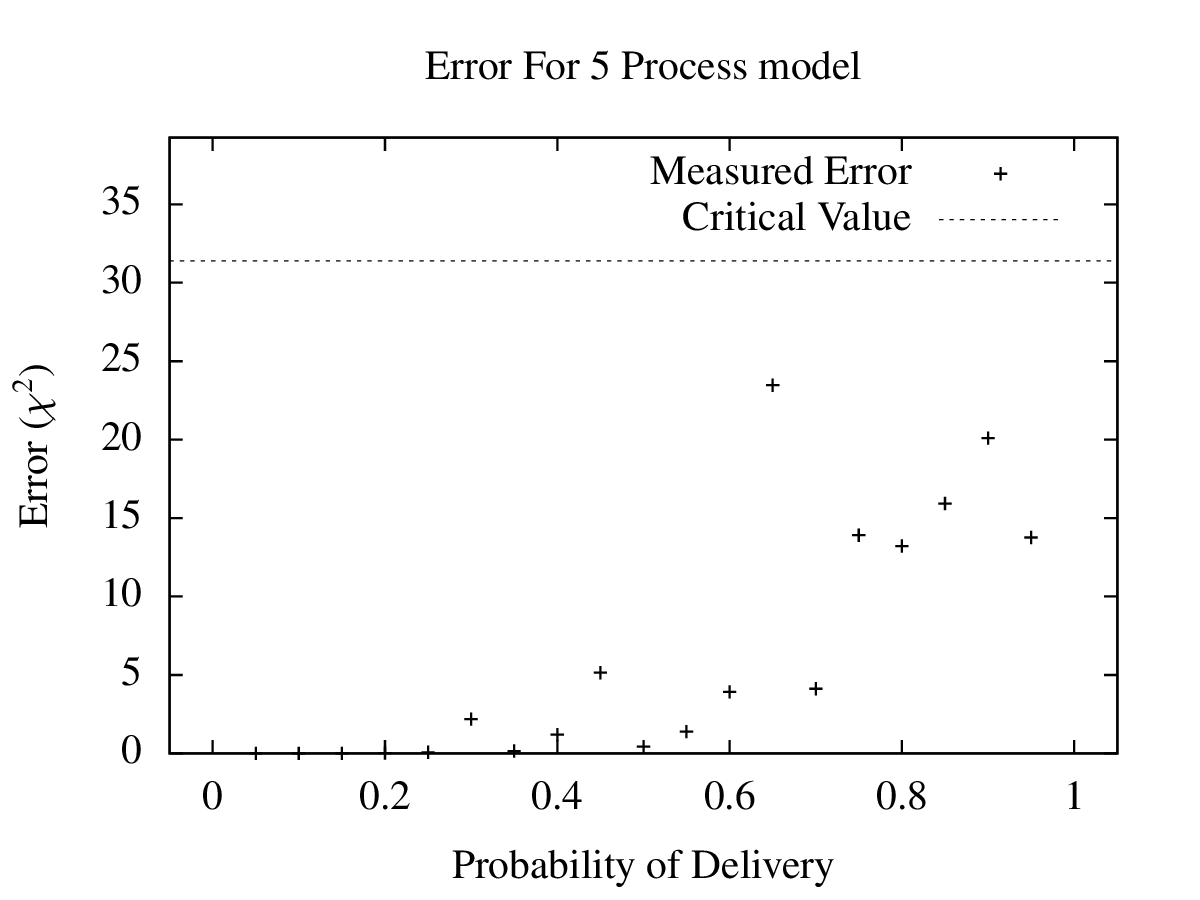 Error For 5 Process model
Measured Error
Critical Value
35
30
25
20
15
10
5
0
Error (χ²)
0 0.2 0.4 0.6 0.8 1
Probability of Delivery